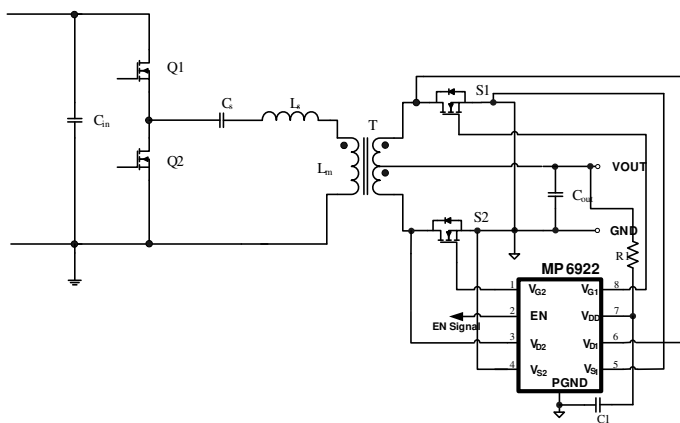 Q1
S1
Cs
Ls
T
Cin
VOUT
Q2
Lm
Cout
S2
GND
R1
MP6922
1 VG2 VG1 8
2 EN VDD 7
EN Signal
3 VD2 VD1 6
4 VS2 VS1 5
PGND
C1